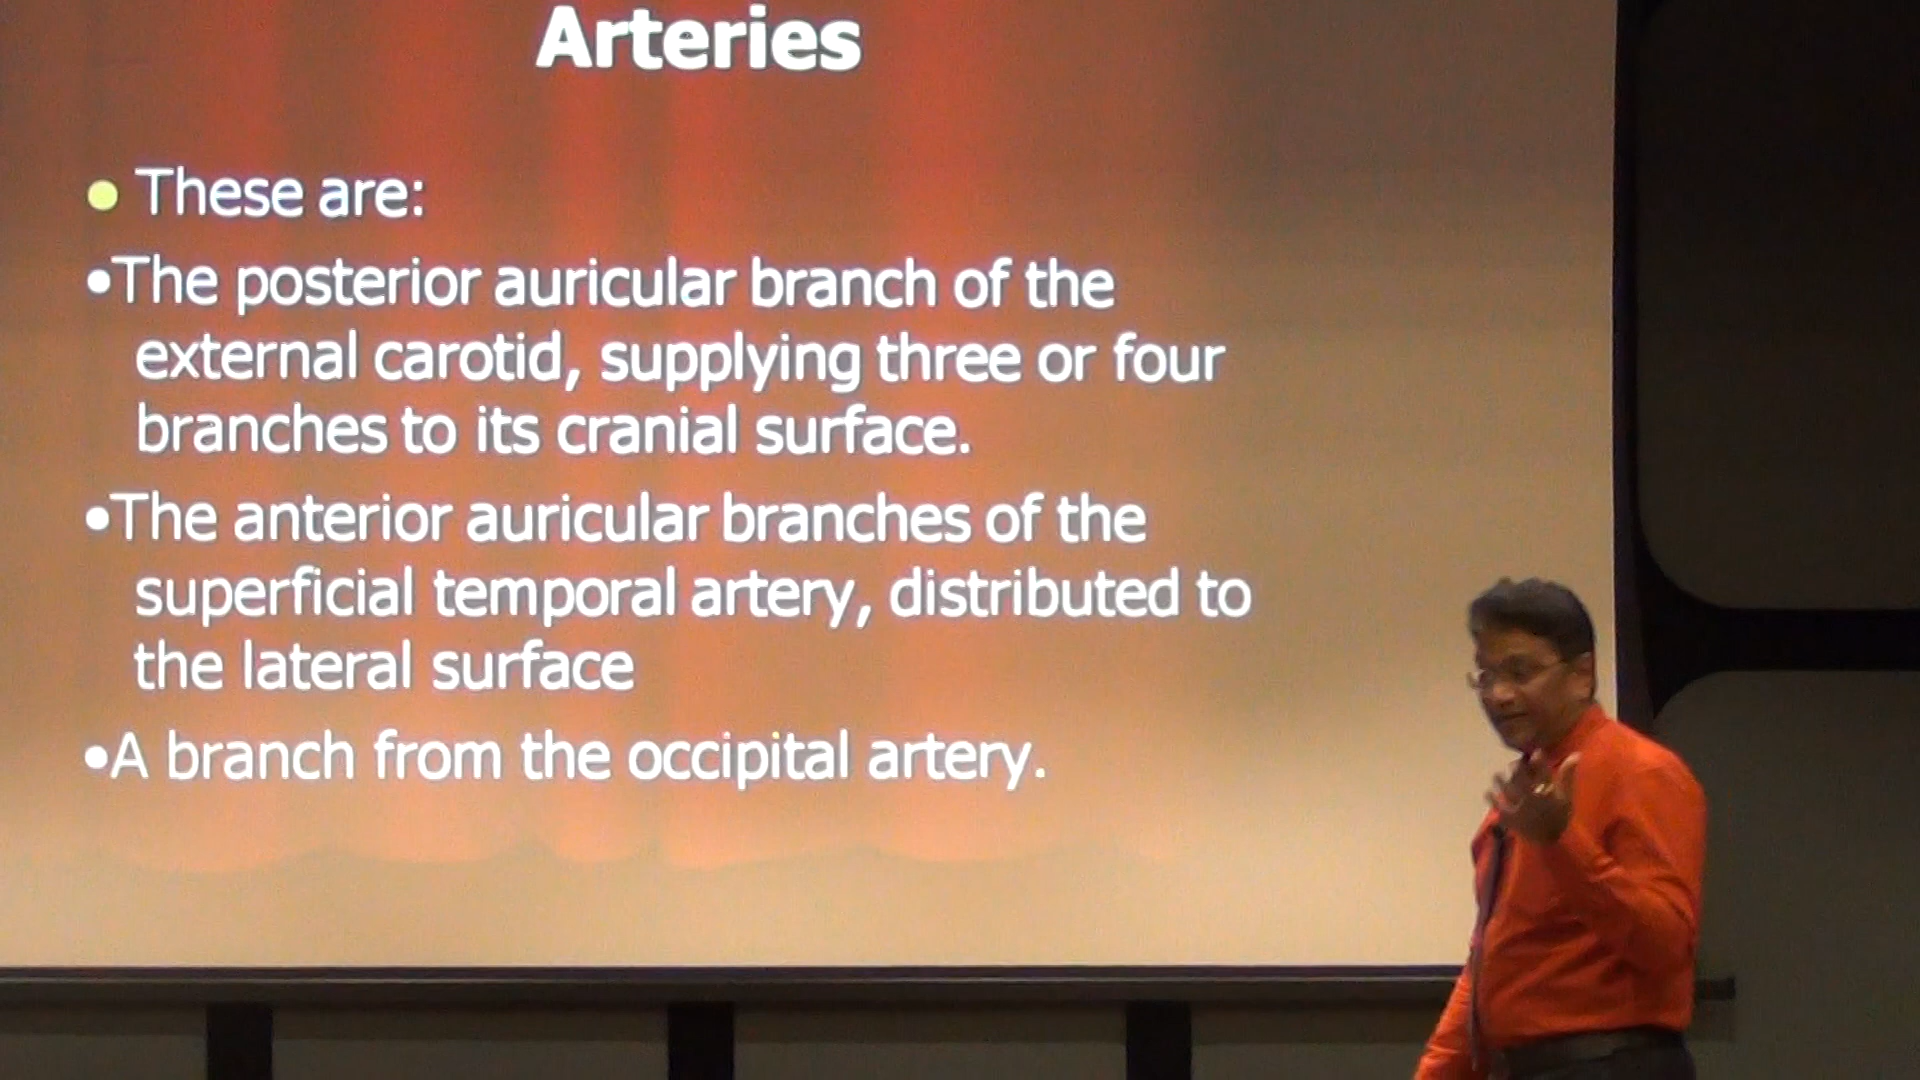 Arteries
• These are:
•The posterior auricular branch of the
external carotid, supplying three or four
branches to its cranial surface.
•The anterior auricular branches of the
superficial temporal artery, distributed to
the lateral surface
•A branch from the occipital artery.